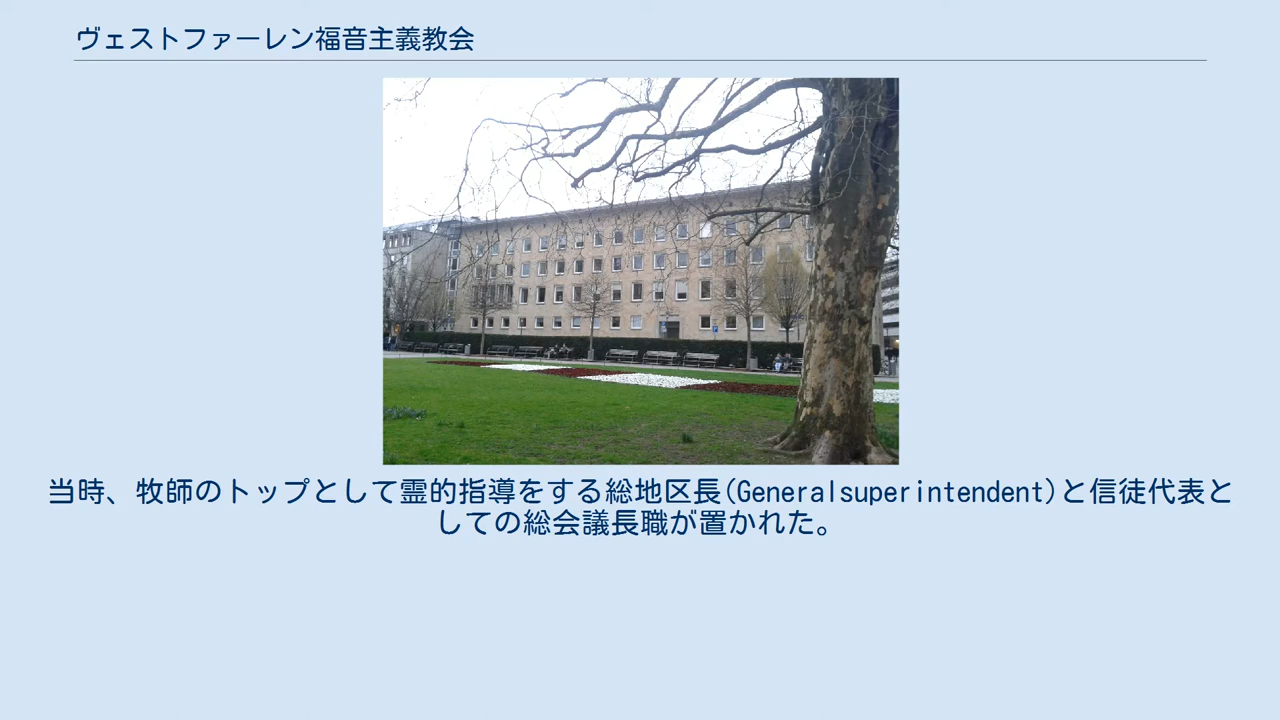 ヴェストファーレン福音主義教会
当時、牧師のトップとして霊的指導をする総地区長(Generalsuperintendent)と信徒代表と
しての総会議長職が置かれた。